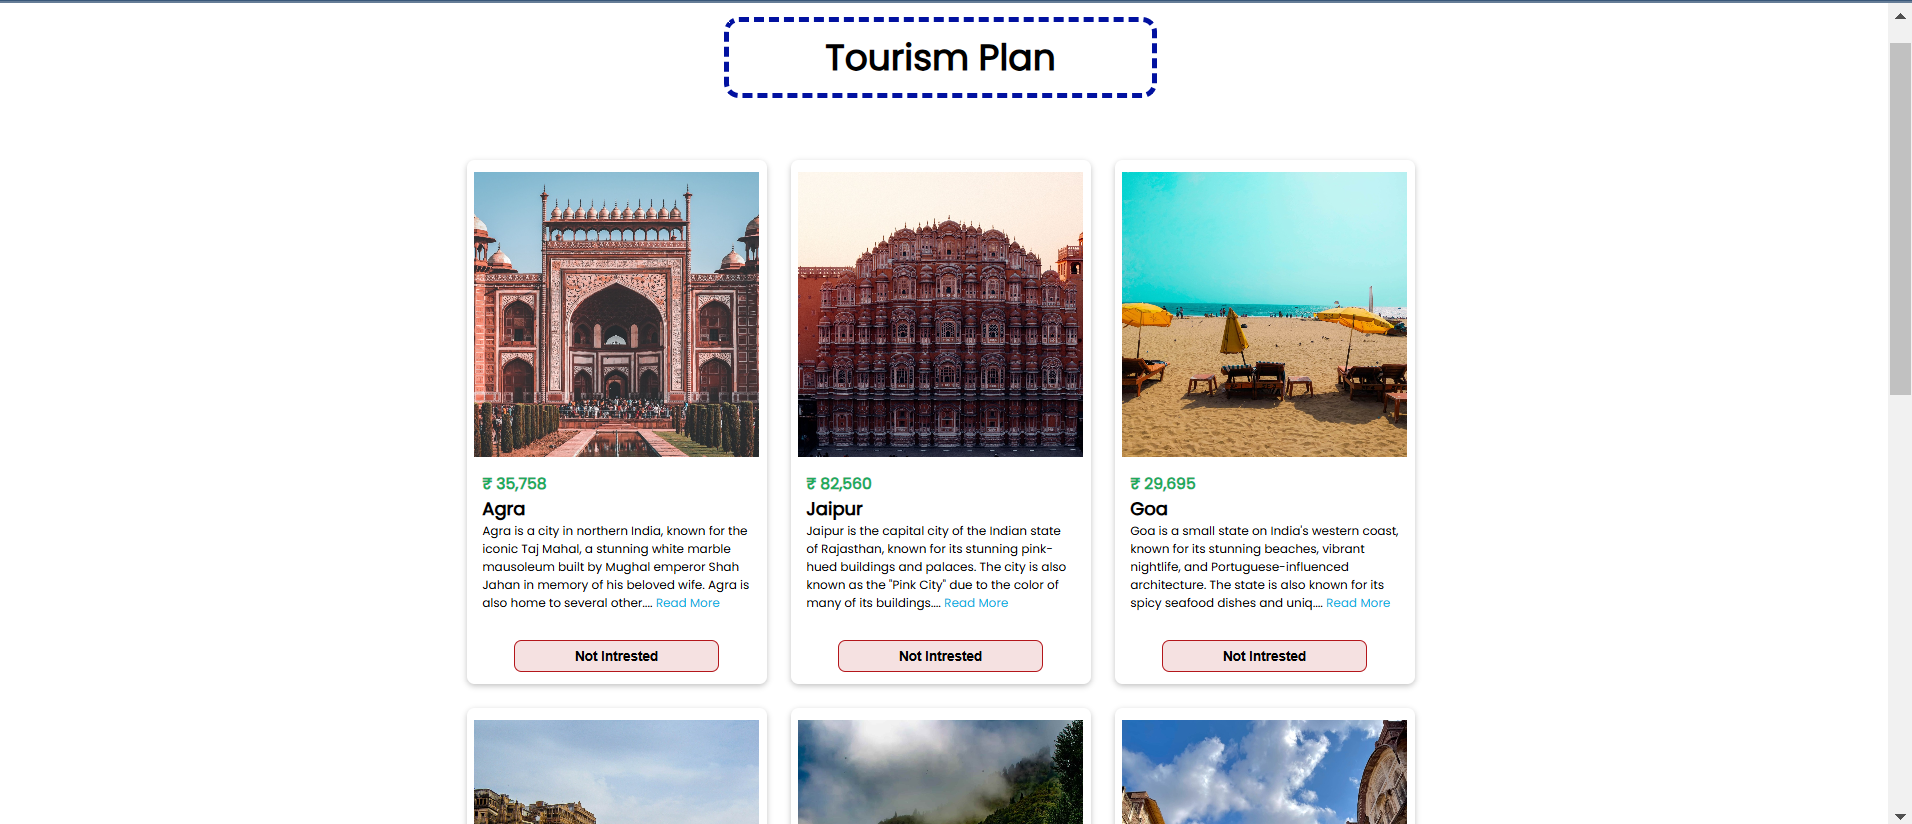 Tourism Plan
₹ 35,758
Agra
Agra is a city in northern India, known for the
iconic Taj Mahal, a stunning white marble
mausoleum built by Mughal emperor Shah
Jahan in memory of his beloved wife. Agra is
also home to several other.... Read More
Not Intrested
₹ 82,560
Jaipur
Jaipur is the capital city of the Indian state
of Rajasthan, known for its stunning pink-
hued buildings and palaces. The city is also
known as the "Pink City" due to the color of
many of its buildings.... Read More
Not Intrested
₹ 29,695
Goa
Goa is a small state on India's western coast,
known for its stunning beaches, vibrant
nightlife, and Portuguese-influenced
architecture. The state is also known for its
spicy seafood dishes and uniq.... Read More
Not Intrested